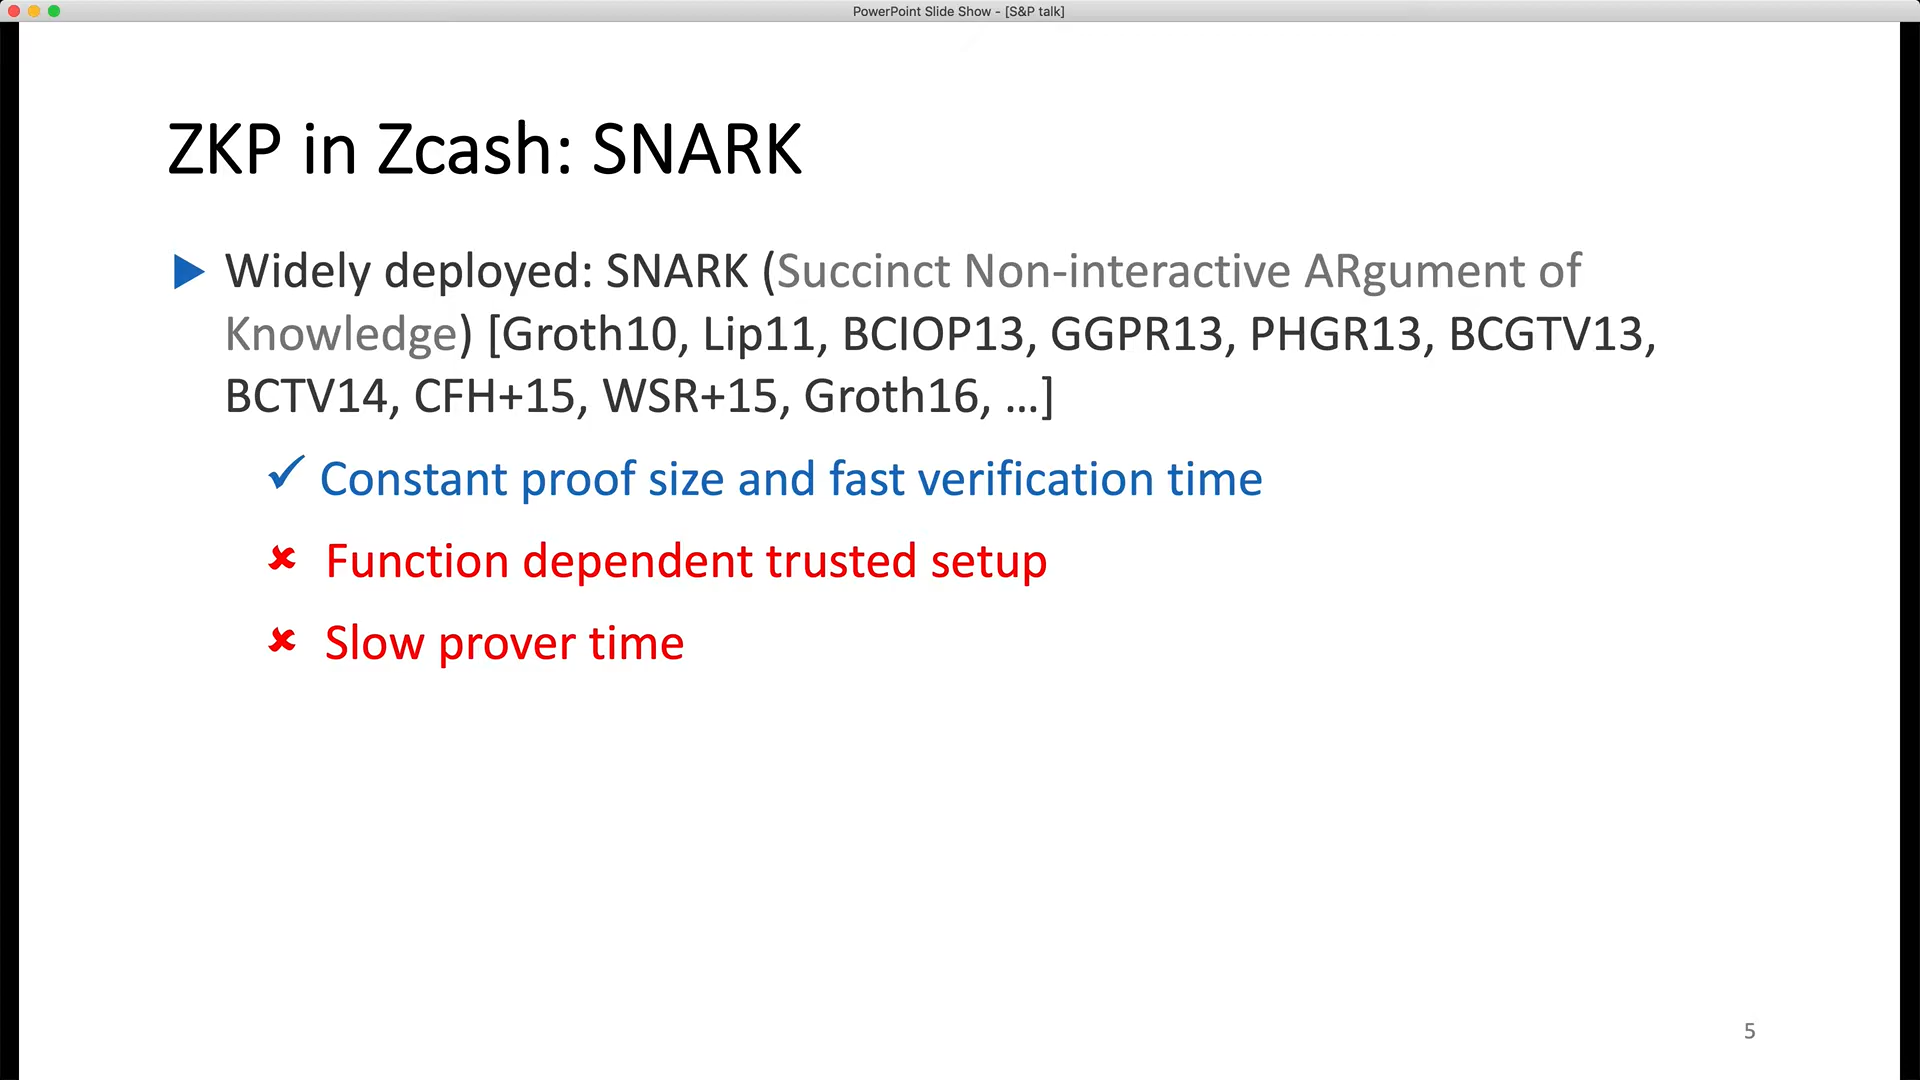 PowerPoint Slide Show - [S&P talk]
ZKP in Zcash: SNARK
Widely deployed: SNARK (Succinct Non-interactive ARgument of
Knowledge) [Groth10, Lip11, BCIOP13, GGPR13, PHGR13, BCGTV13,
BCTV14, CFH+15, WSR+15, Groth16, …]
Constant proof size and fast verification time
Function dependent trusted setup
Slow prover time
5